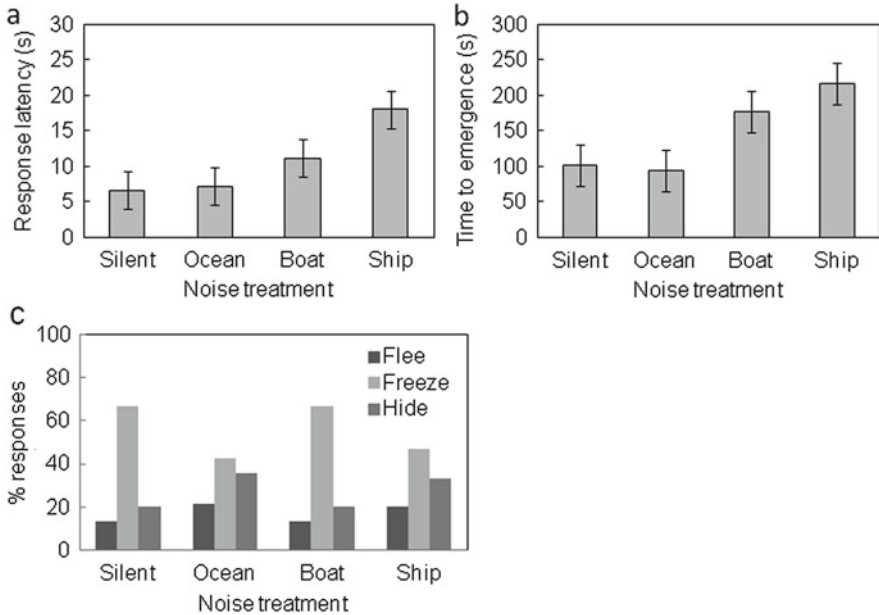 a
Response latency (s)
30
25
20
15
10
5
0
Silent Ocean Boat Ship
Noise treatment
b
Time to emergence (s)
300
250
200
150
100
50
0
Silent Ocean Boat Ship
Noise treatment
c
% responses
100
80
60
40
20
0
Flee
Freeze
Hide
Silent Ocean Boat Ship
Noise treatment